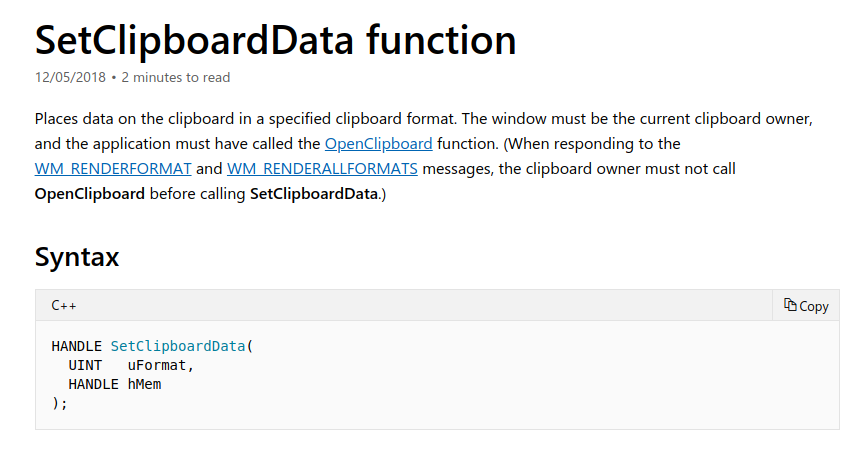 SetClipboardData function
12/05/2018 • 2 minutes to read
Places data on the clipboard in a specified clipboard format. The window must be the current clipboard owner,
and the application must have called the OpenClipboard function. (When responding to the
WM_RENDERFORMAT and WM_RENDERALLFORMATS messages, the clipboard owner must not call
OpenClipboard before calling SetClipboardData.)
Syntax
C++ Copy
HANDLE SetClipboardData(
  UINT   uFormat,
  HANDLE hMem
);